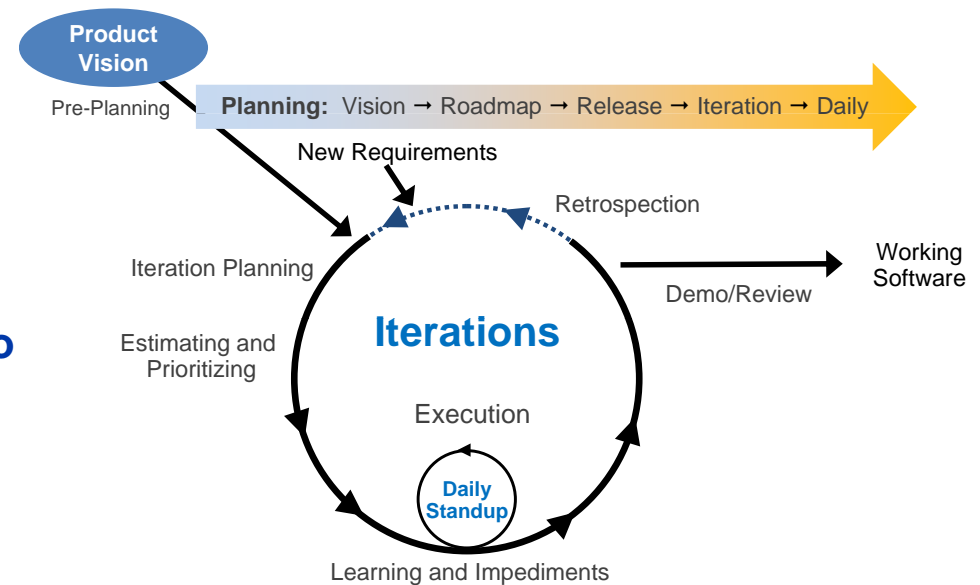 Product
Vision
Pre-Planning
Planning: Vision → Roadmap → Release → Iteration → Daily
New Requirements
Retrospection
Iteration Planning
Working
Software
Demo/Review
Iterations
o
Estimating and
Prioritizing
Execution
Daily
Standup
Learning and Impediments